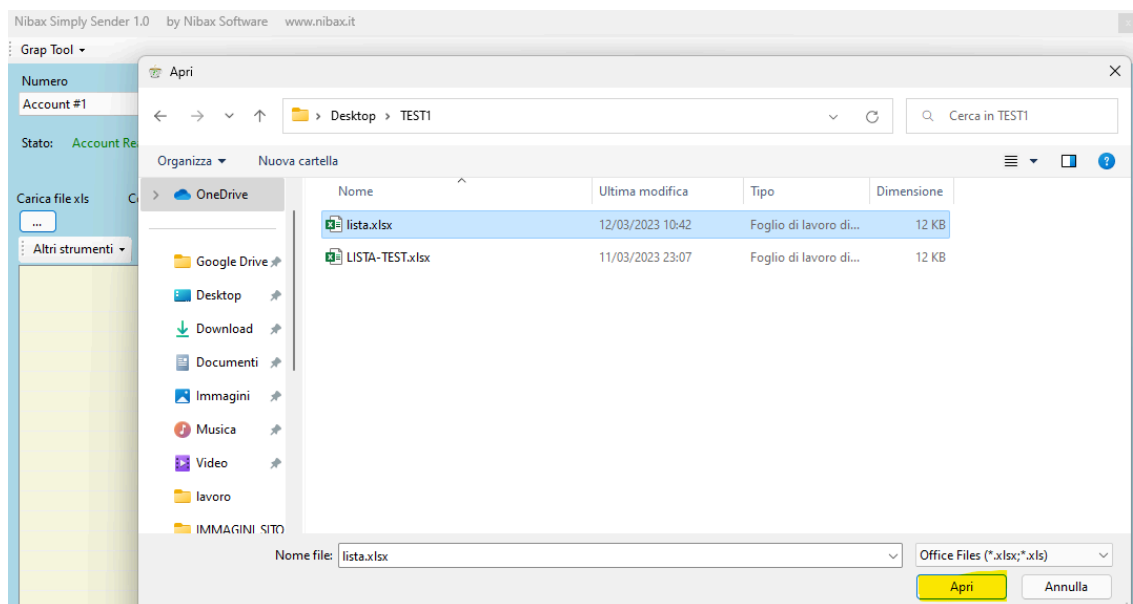 Nibax Simply Sender 1.0 by Nibax Software www.nibax.it
Grap Tool
Numero
Account #1
Stato: Account Re
Carica file xls
...
Altri strumenti
Apri
Desktop > TEST1
Cerca in TEST1
Organizza Nuova cartella
OneDrive
Google Drive
Desktop
Download
Documenti
Immagini
Musica
Video
lavoro
IMMAGINI SITO
Nome Ultima modifica Tipo Dimensione
lista.xlsx 12/03/2023 10:42 Foglio di lavoro di... 12 KB
LISTA-TEST.xlsx 11/03/2023 23:07 Foglio di lavoro di... 12 KB
Nome file: lista.xlsx Office Files (*.xlsx;*.xls)
Apri Annulla